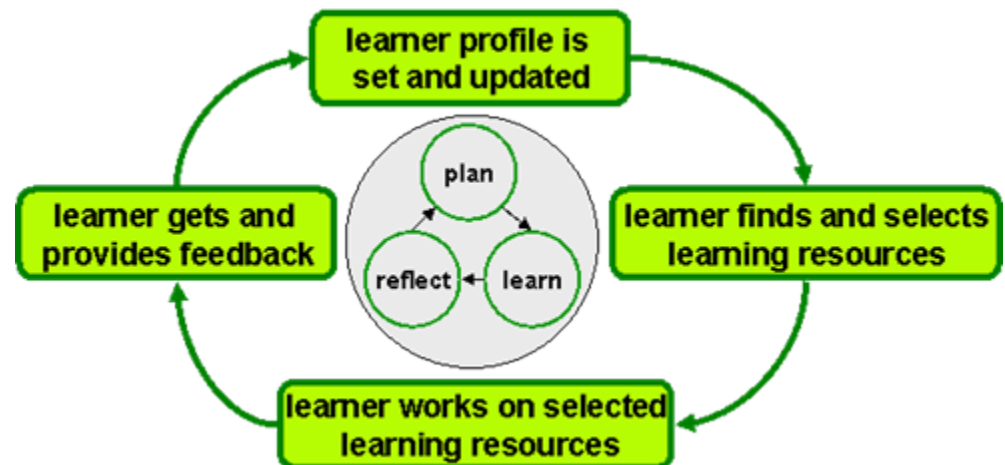 learner profile is
set and updated
learner finds and selects
learning resources
learner works on selected
learning resources
learner gets and
provides feedback
plan
learn
reflect